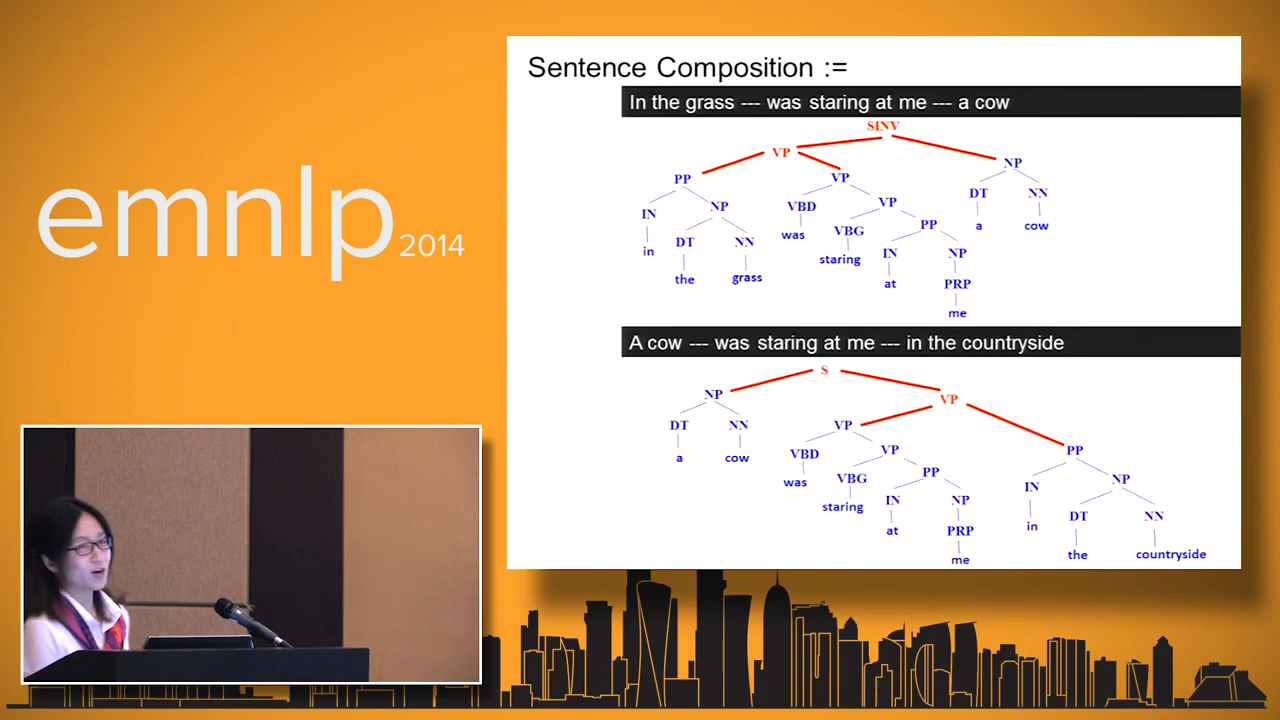 emnlp 2014
Sentence Composition :=
In the grass --- was staring at me --- a cow
SINV
VP
PP VP NP
IN NP VBD VP DT NN
in DT NN was VBG PP a cow
the grass staring IN NP
at PRP
me
A cow --- was staring at me --- in the countryside
S
NP VP
DT NN VP PP
a cow VBD VP IN NP
was VBG PP in DT NN
staring IN NP the countryside
at PRP
me